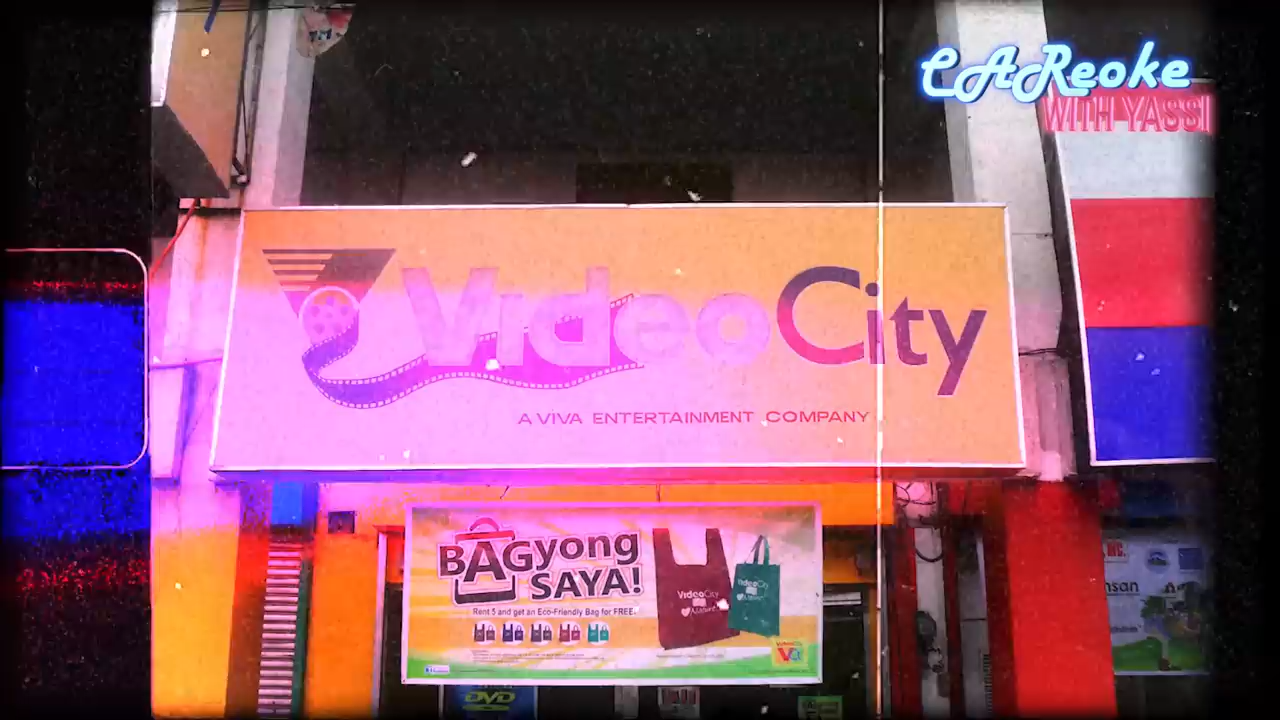 CAReoke
WITH YASSI
VideoCity
A VIVA ENTERTAINMENT COMPANY
BAGyong
SAYA!
Rent 5 and get an Eco-Friendly Bag for FREE.
VideoCity
VideoCity
DVD